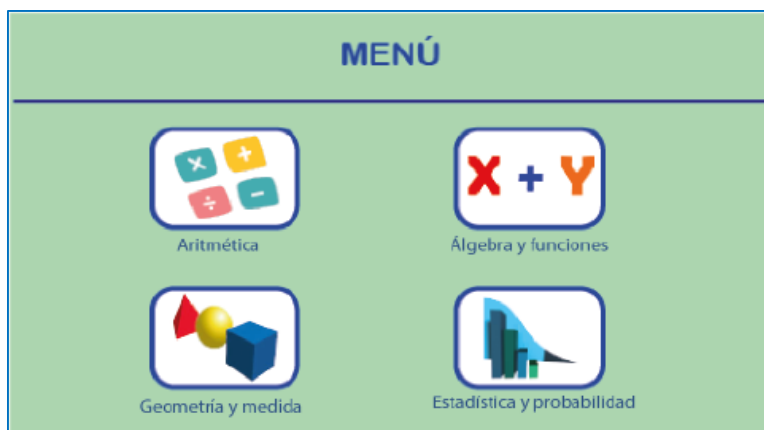 MENÚ
Aritmética
X + Y
Álgebra y funciones
Geometría y medida
Estadística y probabilidad